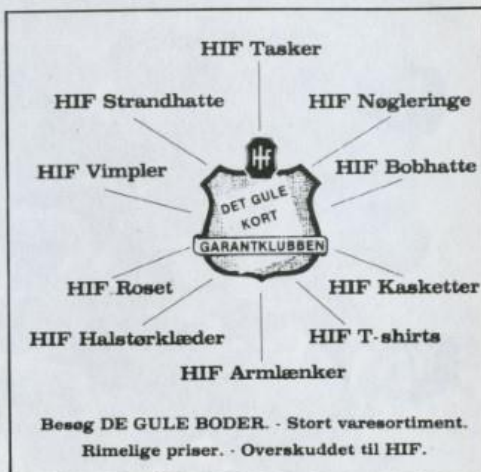 HIF Tasker
HIF Strandhatte
HIF Nøgleringe
HIF
HIF Vimpler
HIF Bobhatte
DET GULE
KORT
GARANTKLUBBEN
HIF Roset
HIF Kasketter
HIF Halstørklæder
HIF T-shirts
HIF Armlænker
Besøg DE GULE BODER. - Stort varesortiment.
Rimelige priser. - Overskuddet til HIF.